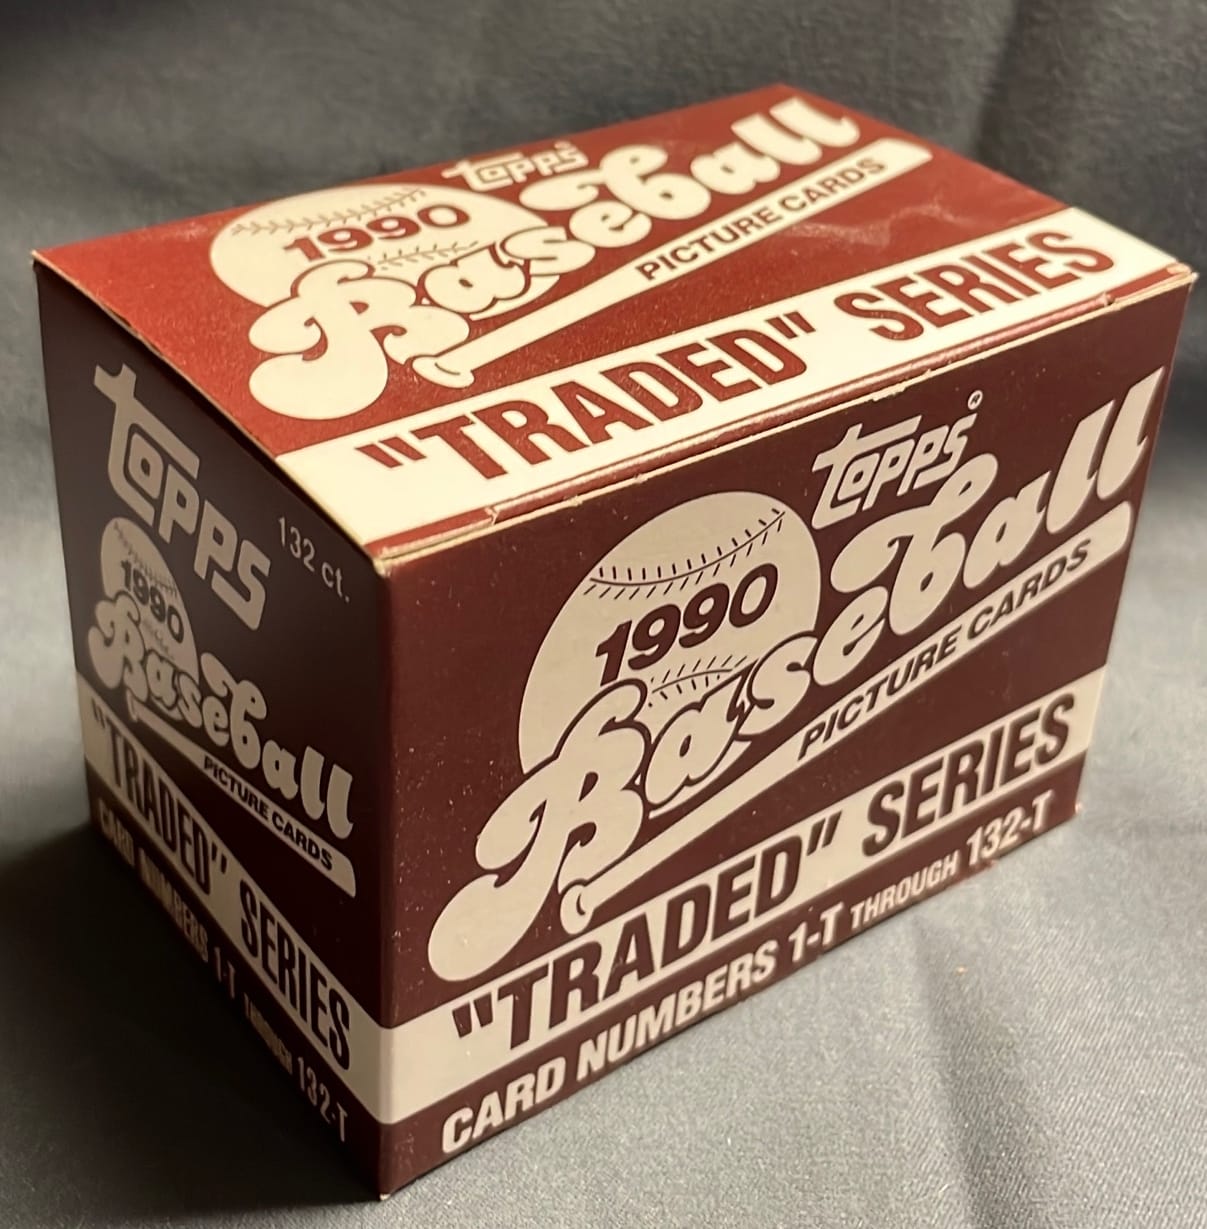 Topps
1990
Baseball
PICTURE CARDS
"TRADED" SERIES
Topps
132 ct.
1990
Baseball
PICTURE CARDS
"TRADED" SERIES
CARD NUMBERS 1-T THROUGH 132-T
Topps®
1990
Baseball
PICTURE CARDS
"TRADED" SERIES
CARD NUMBERS 1-T THROUGH 132-T